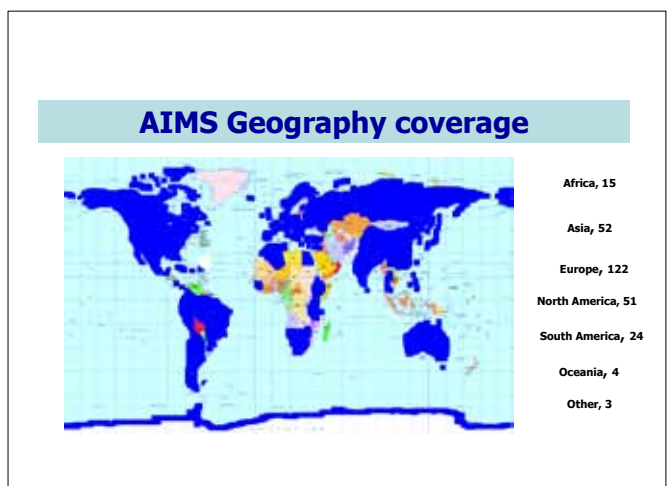 AIMS Geography coverage
Africa, 15
Asia, 52
Europe, 122
North America, 51
South America, 24
Oceania, 4
Other, 3